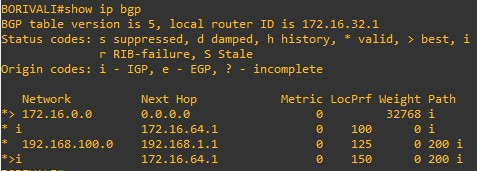 BORIVALI#show ip bgp
BGP table version is 5, local router ID is 172.16.32.1
Status codes: s suppressed, d damped, h history, * valid, > best, i
              r RIB-failure, S Stale
Origin codes: i - IGP, e - EGP, ? - incomplete

   Network          Next Hop            Metric LocPrf Weight Path
*> 172.16.0.0       0.0.0.0                  0         32768 i
* i                 172.16.64.1              0    100      0 i
*  192.168.100.0    192.168.1.1              0    125      0 200 i
*>i                 172.16.64.1              0    150      0 200 i